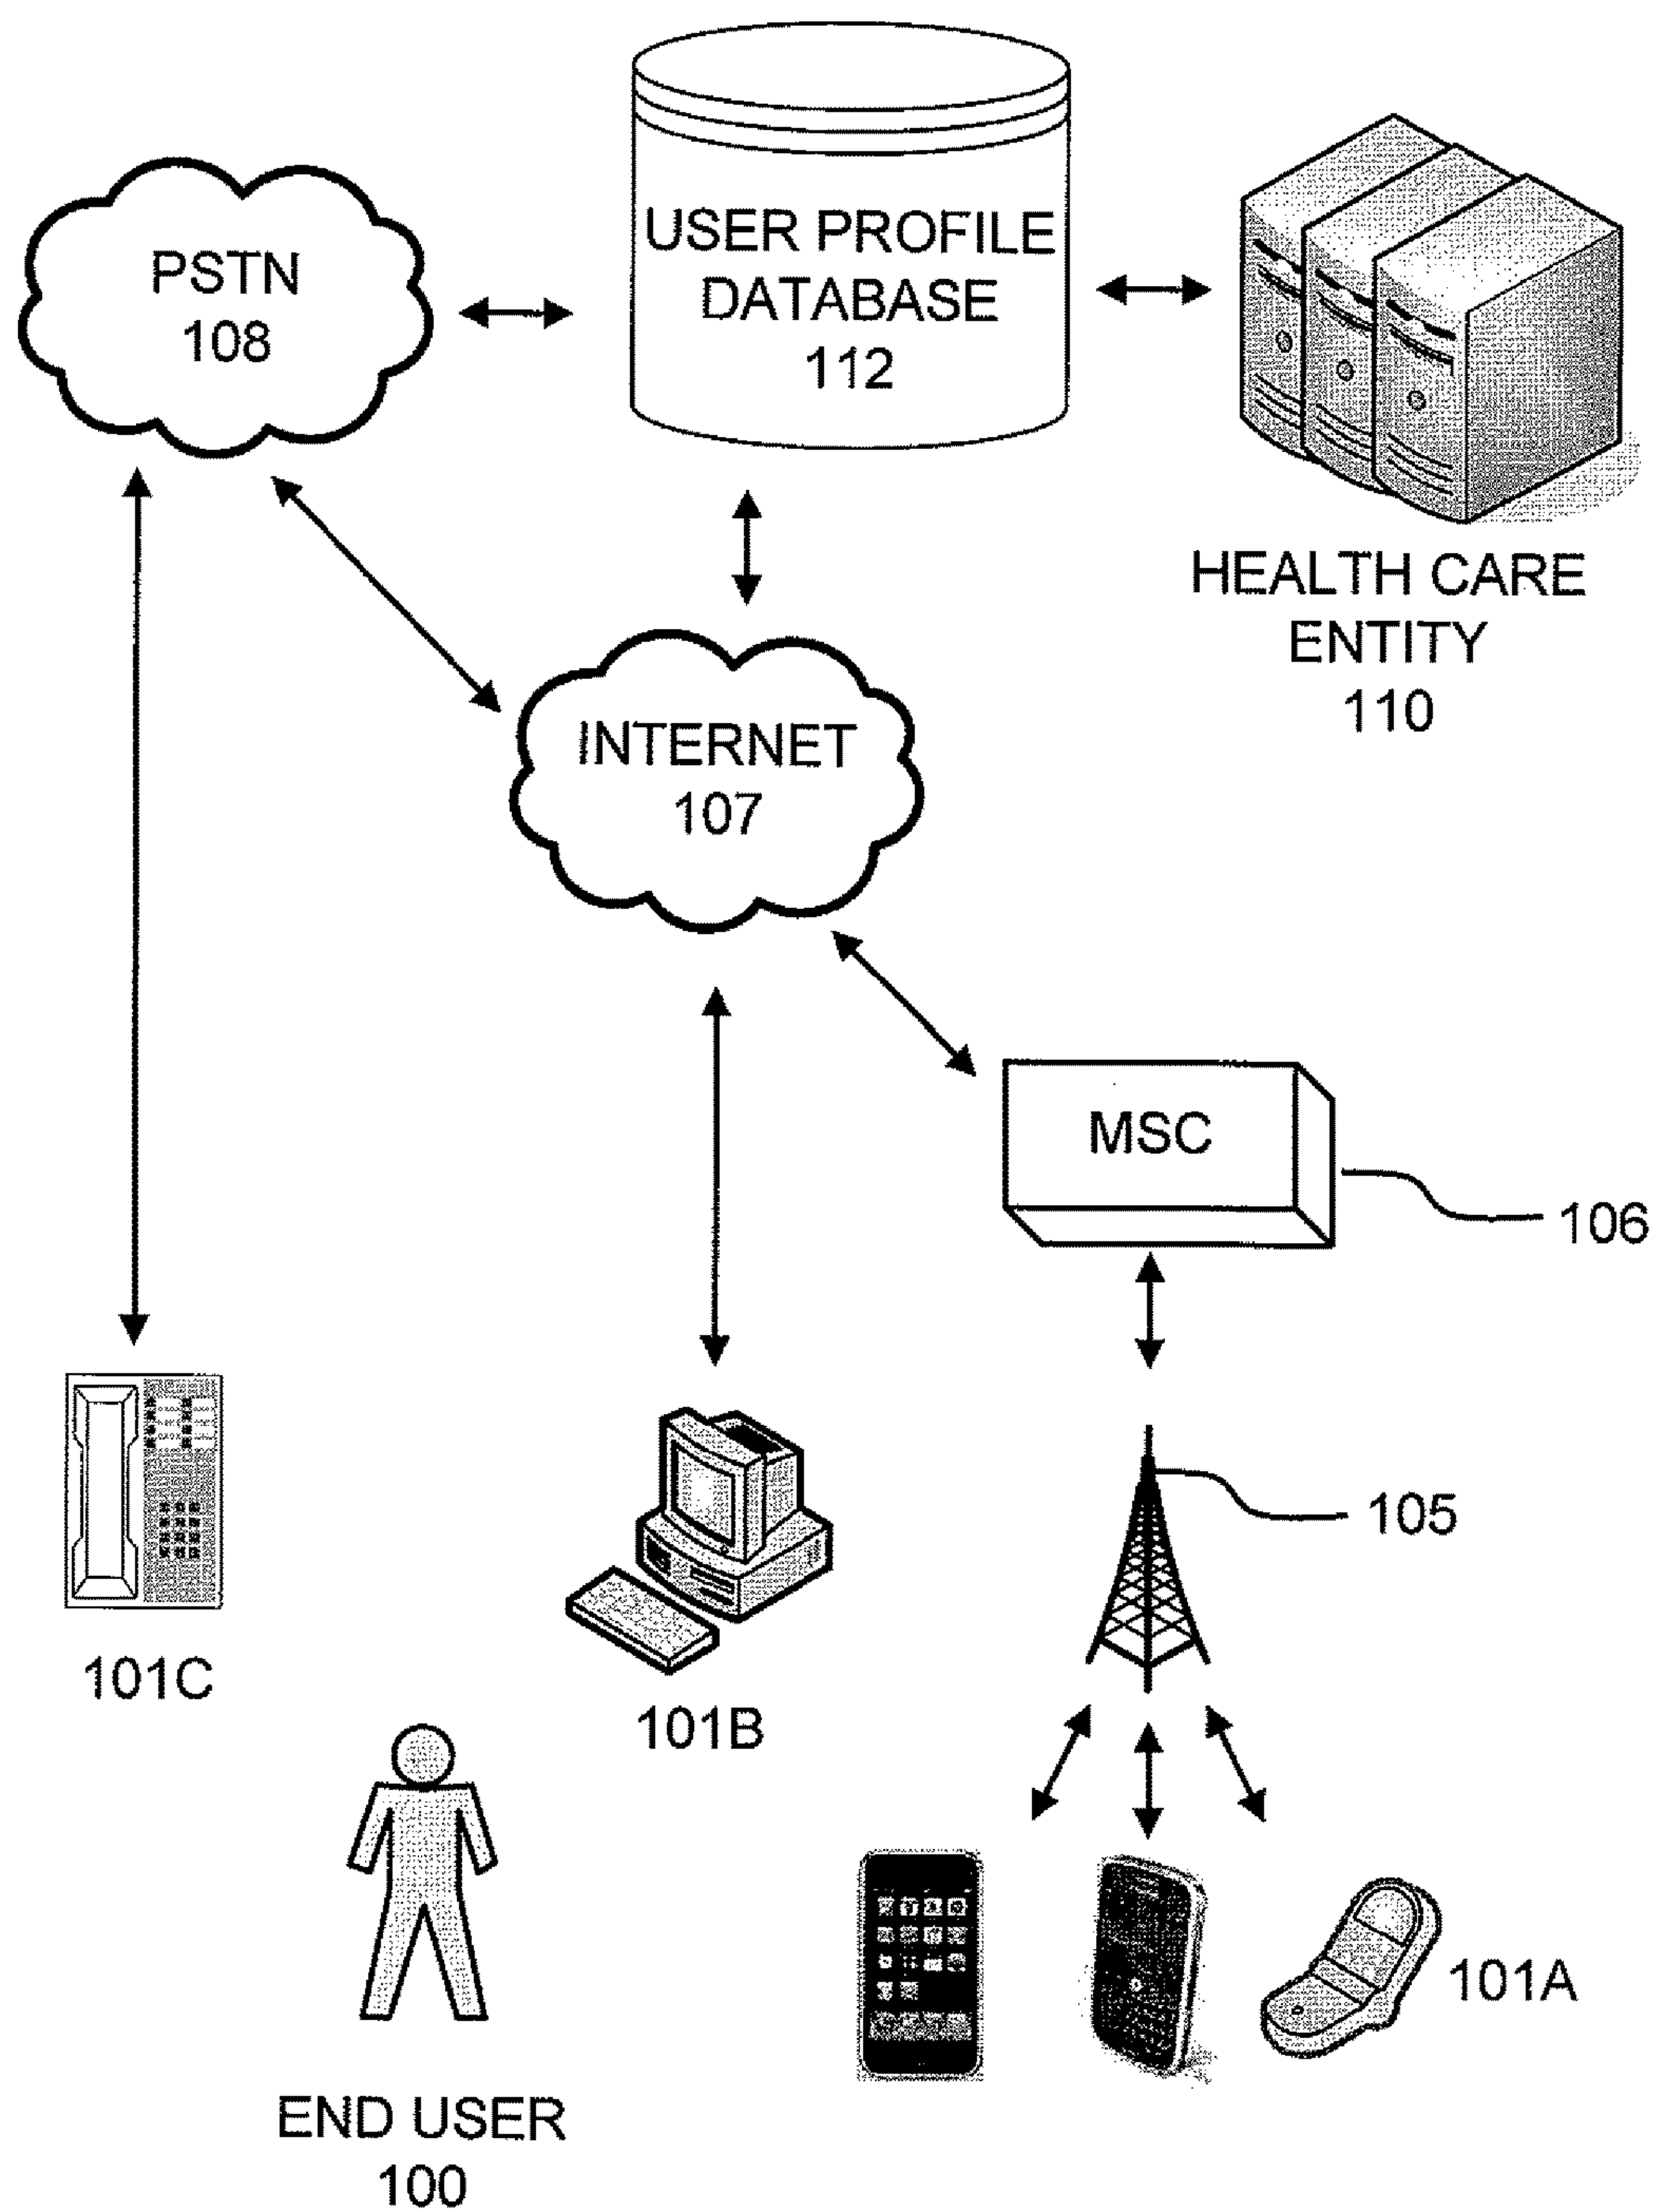 USER PROFILE
DATABASE
112
PSTN
108
HEALTH CARE
ENTITY
110
INTERNET
107
MSC
106
105
101C
101B
101A
END USER
100